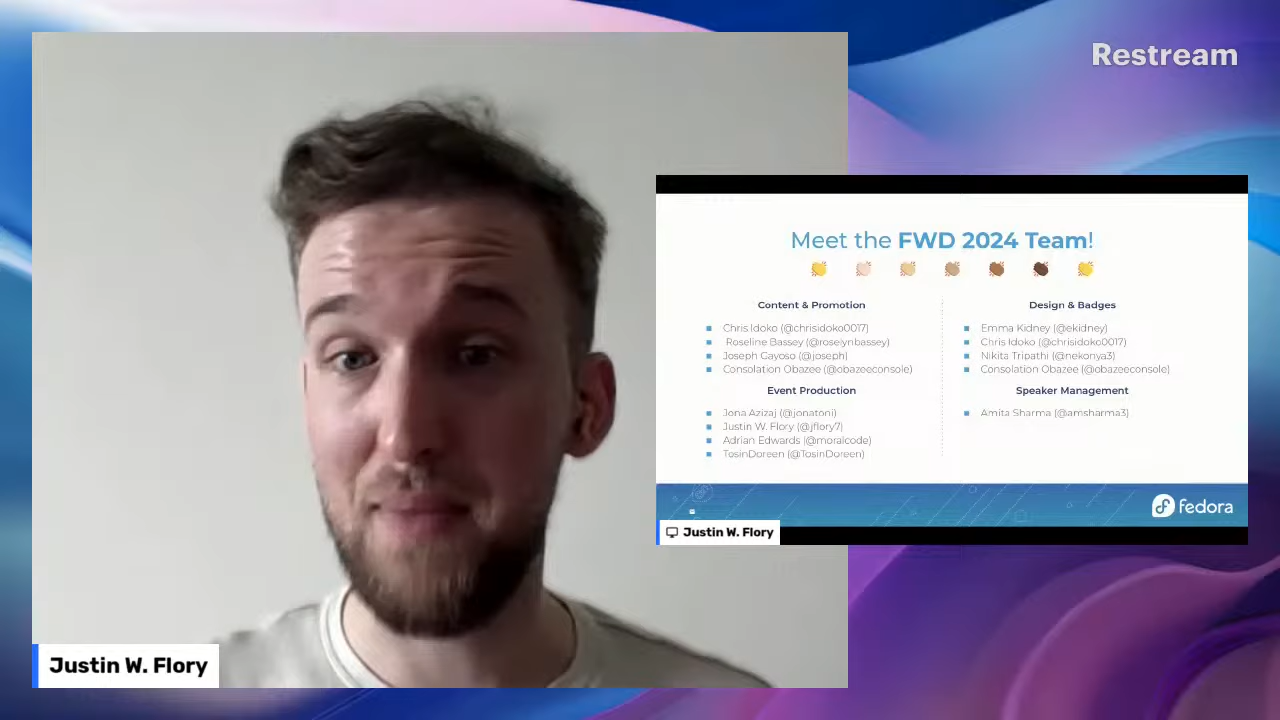 Restream
Meet the FWD 2024 Team!
Content & Promotion
Chris Idoko (@chrisidoko0017)
Roseline Bassey (@roselynbassey)
Joseph Gayoso (@joseph)
Consolation Obazee (@obazeeconsole)
Event Production
Jona Azizaj (@jonatoni)
Justin W. Flory (@jflory7)
Adrian Edwards (@moralcode)
TosinDoreen (@TosinDoreen)
Design & Badges
Emma Kidney (@ekidney)
Chris Idoko (@chrisidoko0017)
Nikita Tripathi (@nekonya3)
Consolation Obazee (@obazeeconsole)
Speaker Management
Amita Sharma (@amsharma3)
fedora
Justin W. Flory
Justin W. Flory